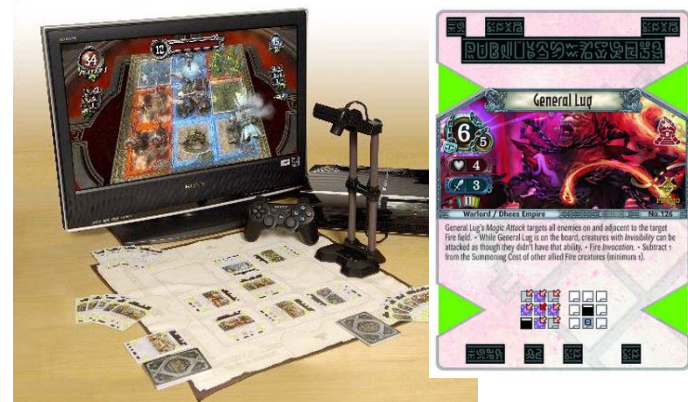 34
12
15
SONY
General Lug
6
5
4
3
PROMO
Warlord / Dhees Empire No. 126
General Lug's Magic Attack targets all enemies on and adjacent to the target
Fire field. • While General Lug is on the board, creatures with Invisibility can be
attacked as though they didn't have that ability. • Fire Invocation. • Subtract 1
from the Summoning Cost of other allied Fire creatures (minimum 1).